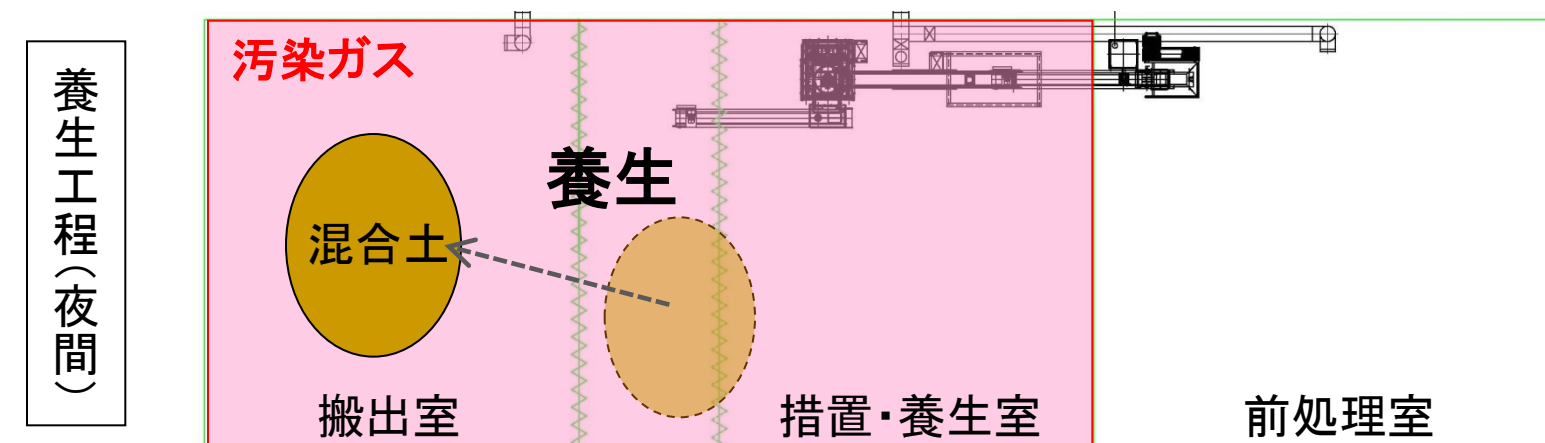 養生工程(夜間)
汚染ガス
養生
混合土
搬出室
措置・養生室
前処理室